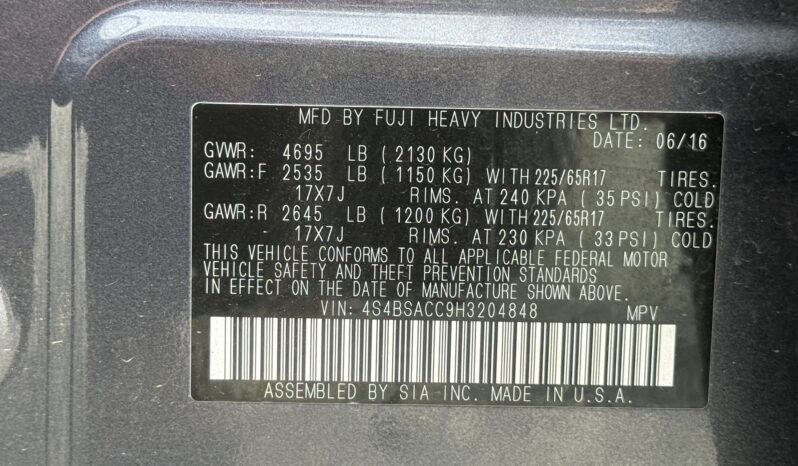 MFD BY FUJI HEAVY INDUSTRIES LTD.
DATE: 06/16
GVWR: 4695 LB ( 2130 KG)
GAWR:F 2535 LB ( 1150 KG) WITH 225/65R17 TIRES.
17X7J RIMS. AT 240 KPA ( 35 PSI) COLD
GAWR:R 2645 LB ( 1200 KG) WITH 225/65R17 TIRES.
- 17X7J RIMS. AT 230 KPA ( 33 PSI) COLD
THIS VEHICLE CONFORMS TO ALL APPLICABLE FEDERAL MOTOR
VEHICLE SAFETY AND THEFT PREVENTION STANDARDS
IN EFFECT ON THE DATE OF MANUFACTURE SHOWN ABOVE.
VIN: 4S4BSACC9H3204848 MPV
ASSEMBLED BY SIA INC. MADE IN U.S.A.